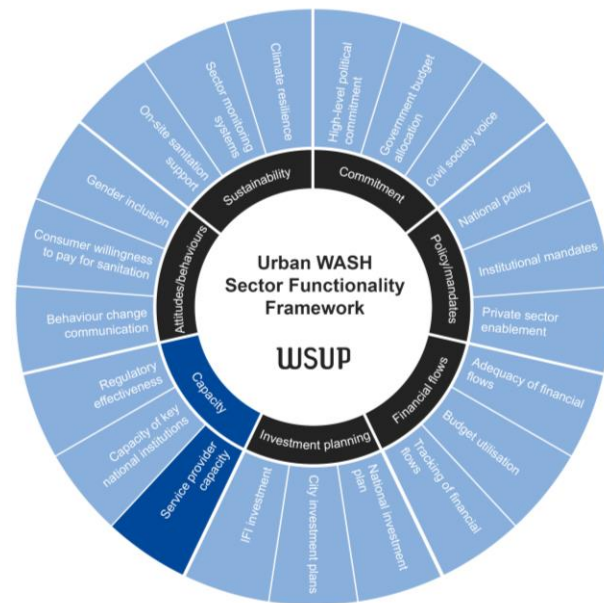 Urban WASH
Sector Functionality
Framework
WSUP
Commitment
High-level political
commitment
Government budget
allocation
Civil society voice
Policy/mandates
National policy
Institutional mandates
Private sector
enablement
Financial flows
Adequacy of financial
flows
Budget utilisation
Tracking of financial
flows
Investment planning
National investment
plan
City investment plans
IFI investment
Capacity
Service provider
capacity
Capacity of key
national institutions
Regulatory
effectiveness
Attitudes/behaviours
Behaviour change
communication
Consumer willingness
to pay for sanitation
Gender inclusion
Sustainability
On-site sanitation
support
Sector monitoring
systems
Climate resilience